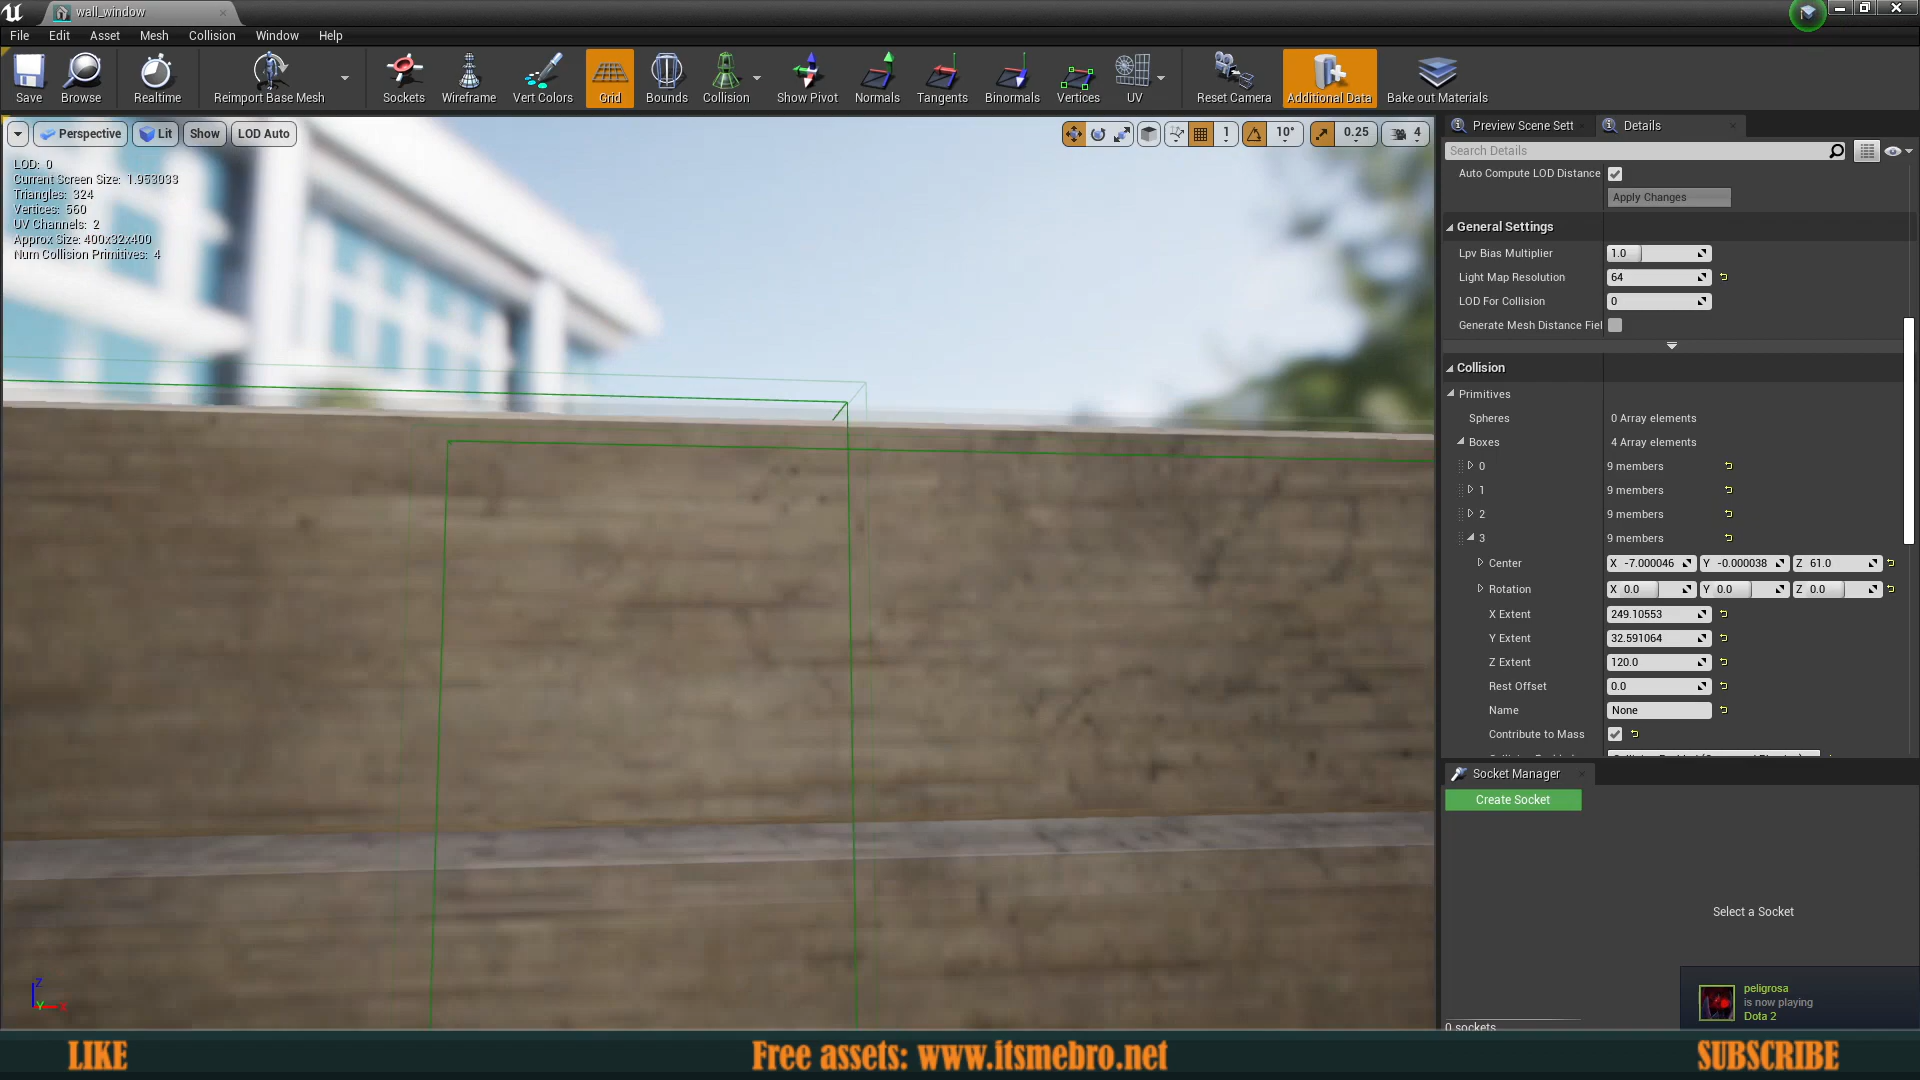 wall_window
File Edit Asset Mesh Collision Window Help
Save Browse Realtime Reimport Base Mesh Sockets Wireframe Vert Colors Grid Bounds Collision Show Pivot Normals Tangents Binormals Vertices UV Reset Camera Additional Data Bake out Materials
Perspective Lit Show LOD Auto 1 10° 0.25 4
LOD: 0
Current Screen Size: 1.953033
Triangles: 324
Vertices: 560
UV Channels: 2
Approx Size: 400x32x400
Num Collision Primitives: 4
Preview Scene Sett Details
Search Details
Auto Compute LOD Distance
Apply Changes
General Settings
Lpv Bias Multiplier 1.0
Light Map Resolution 64
LOD For Collision 0
Generate Mesh Distance Fiel
Collision
Primitives
Spheres 0 Array elements
Boxes 4 Array elements
0 9 members
1 9 members
2 9 members
3 9 members
Center X -7.000046 Y -0.000038 Z 61.0
Rotation X 0.0 Y 0.0 Z 0.0
X Extent 249.10553
Y Extent 32.591064
Z Extent 120.0
Rest Offset 0.0
Name None
Contribute to Mass
Socket Manager
Create Socket
Select a Socket
peligrosa
is now playing
Dota 2
0 sockets
Z
Y X
LIKE Free assets: www.itsmebro.net SUBSCRIBE